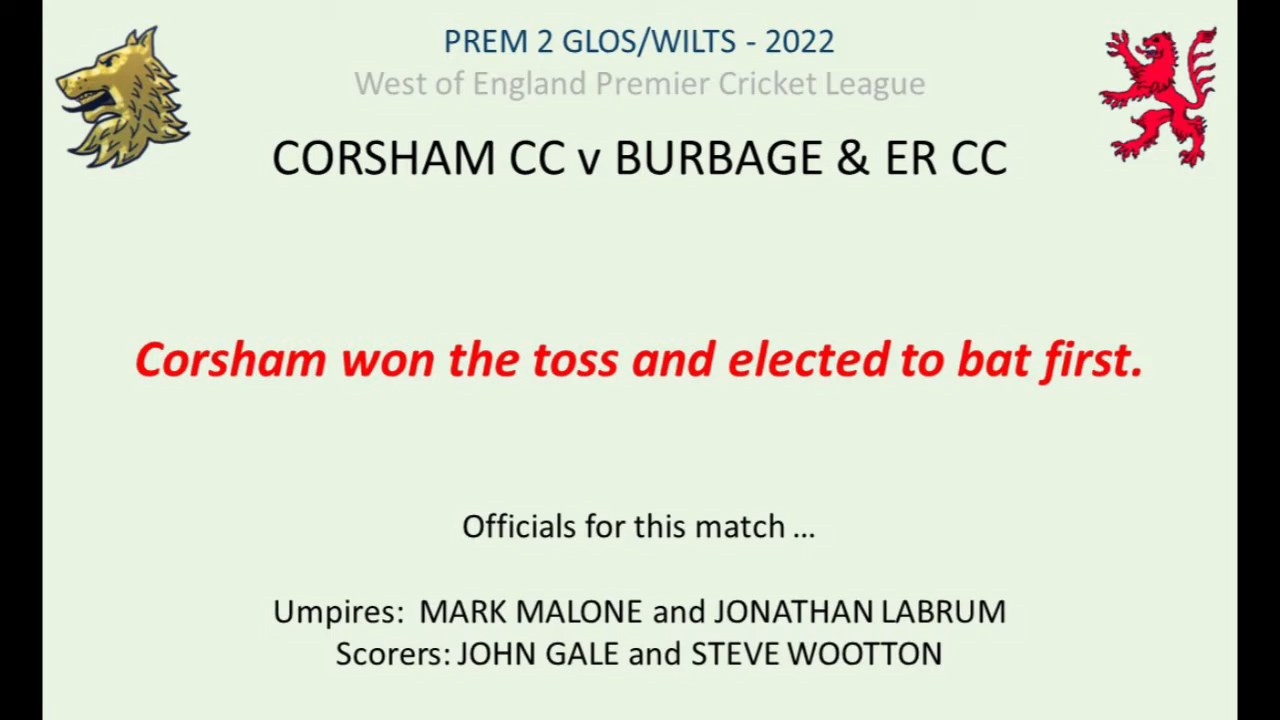 PREM 2 GLOS/WILTS - 2022
West of England Premier Cricket League
CORSHAM CC v BURBAGE & ER CC
Corsham won the toss and elected to bat first.
Officials for this match ...
Umpires: MARK MALONE and JONATHAN LABRUM
Scorers: JOHN GALE and STEVE WOOTTON